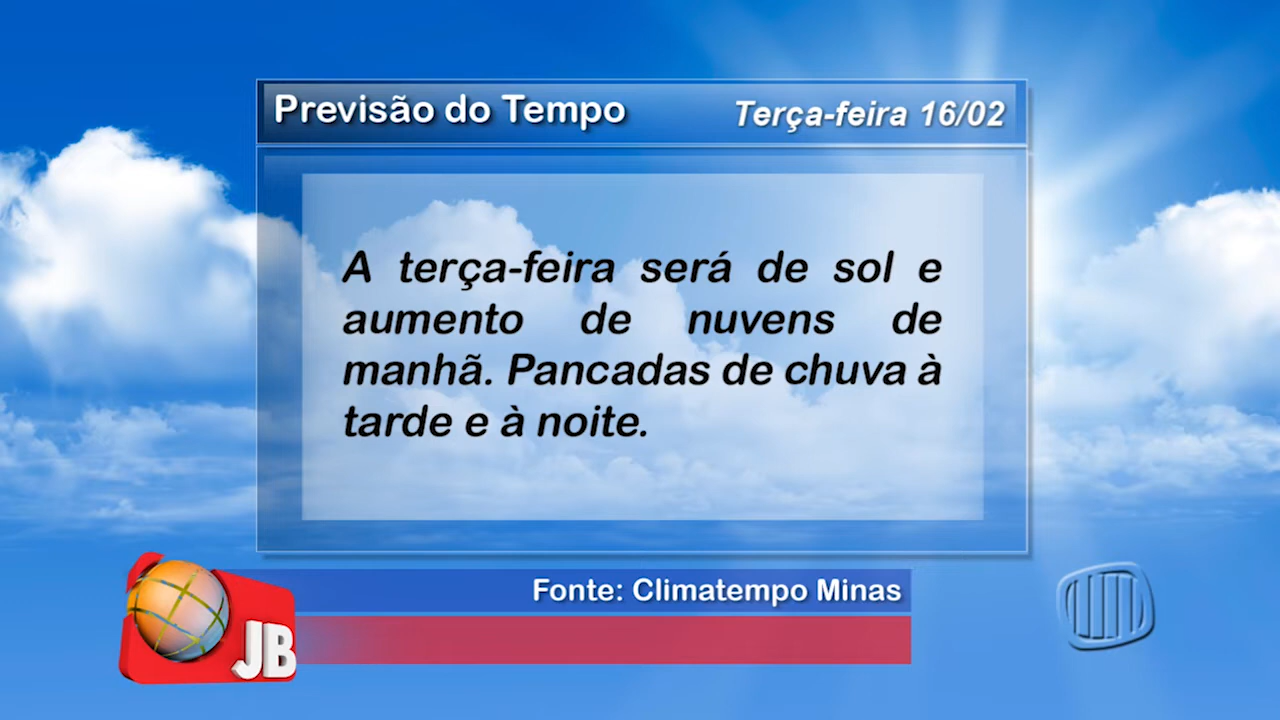 Previsão do Tempo
Terça-feira 16/02
A terça-feira será de sol e
aumento de nuvens de
manhã. Pancadas de chuva à
tarde e à noite.
Fonte: Climatempo Minas
JB